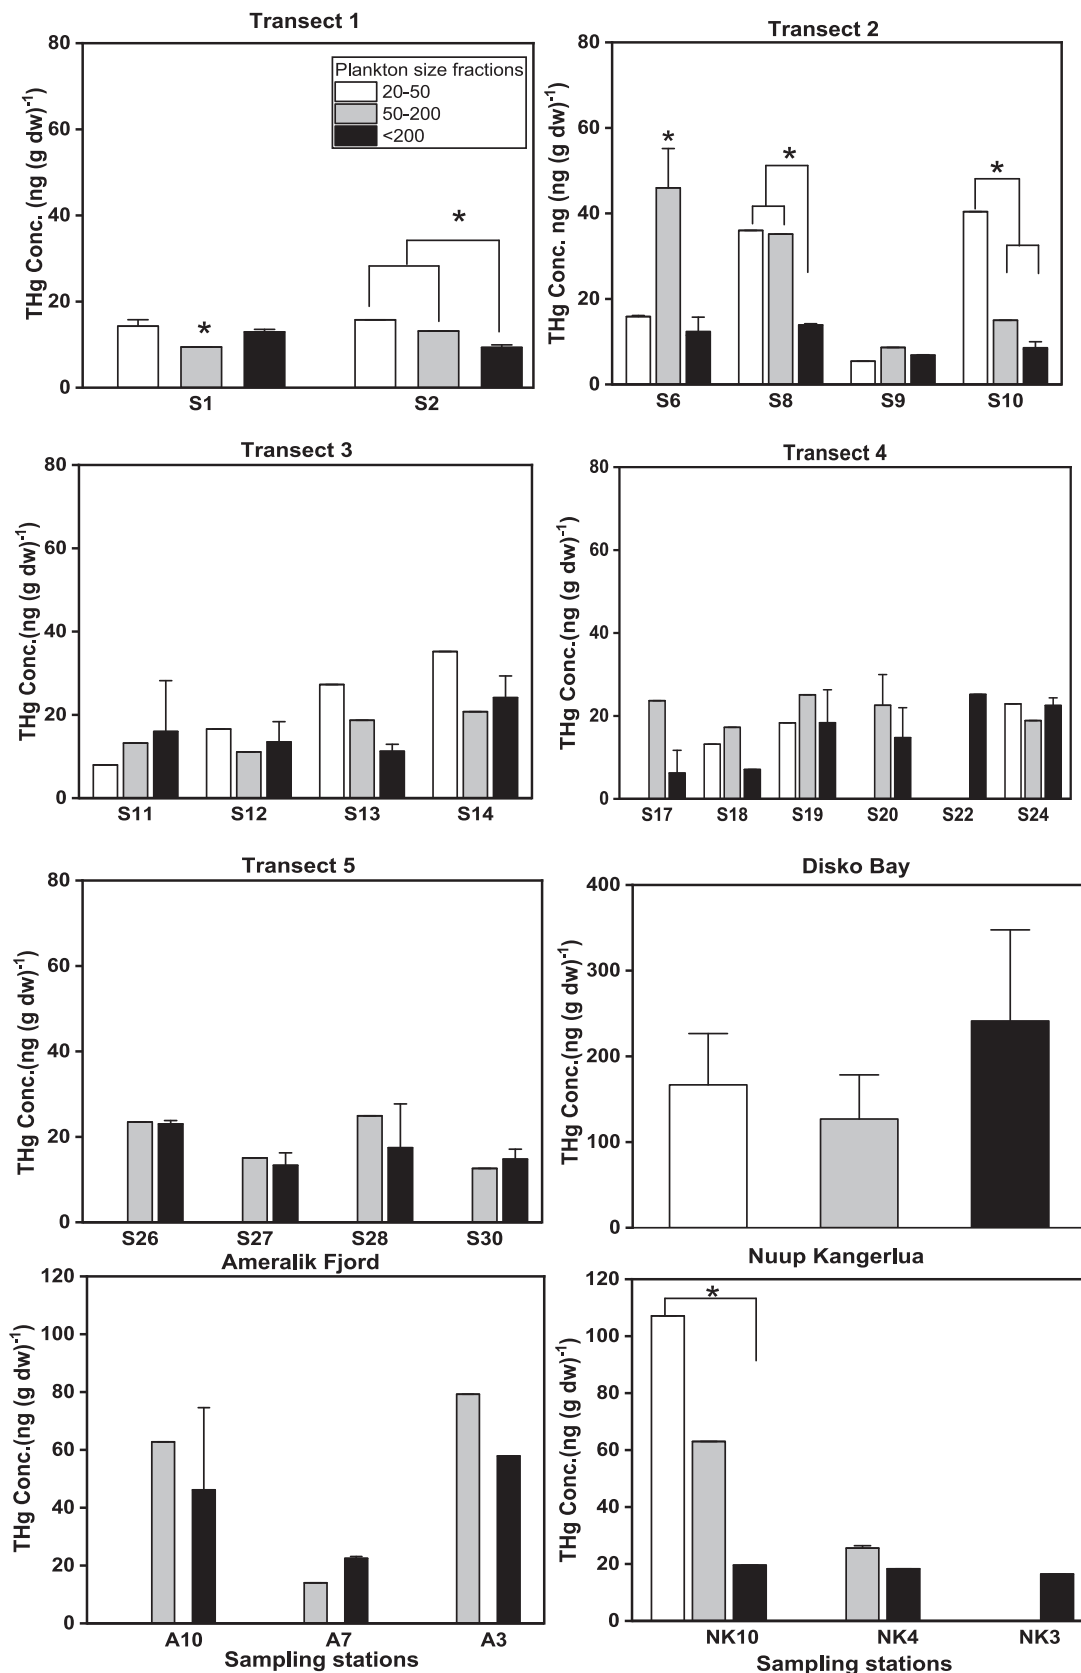 Transect 1
80
60
40
20
0
THg Conc. (ng (g dw)-1)
Plankton size fractions
20-50
50-200
<200
*
*
S1 S2
Transect 2
80
60
40
20
0
THg Conc. ng (ng (g dw)-1)
*
*
*
S6 S8 S9 S10
Transect 3
80
60
40
20
0
THg Conc.(ng (g dw)-1)
S11 S12 S13 S14
Transect 4
80
60
40
20
0
THg Conc.(ng (g dw)-1)
S17 S18 S19 S20 S22 S24
Transect 5
80
60
40
20
0
THg Conc.(ng (g dw)-1)
S26 S27 S28 S30
Disko Bay
400
300
200
100
0
THg Conc.(ng (g dw)-1)
Ameralik Fjord
120
100
80
60
40
20
0
THg Conc.(ng (g dw)-1)
A10 A7 A3
Sampling stations
Nuup Kangerlua
120
100
80
60
40
20
0
THg Conc.(ng (g dw)-1)
*
NK10 NK4 NK3
Sampling stations